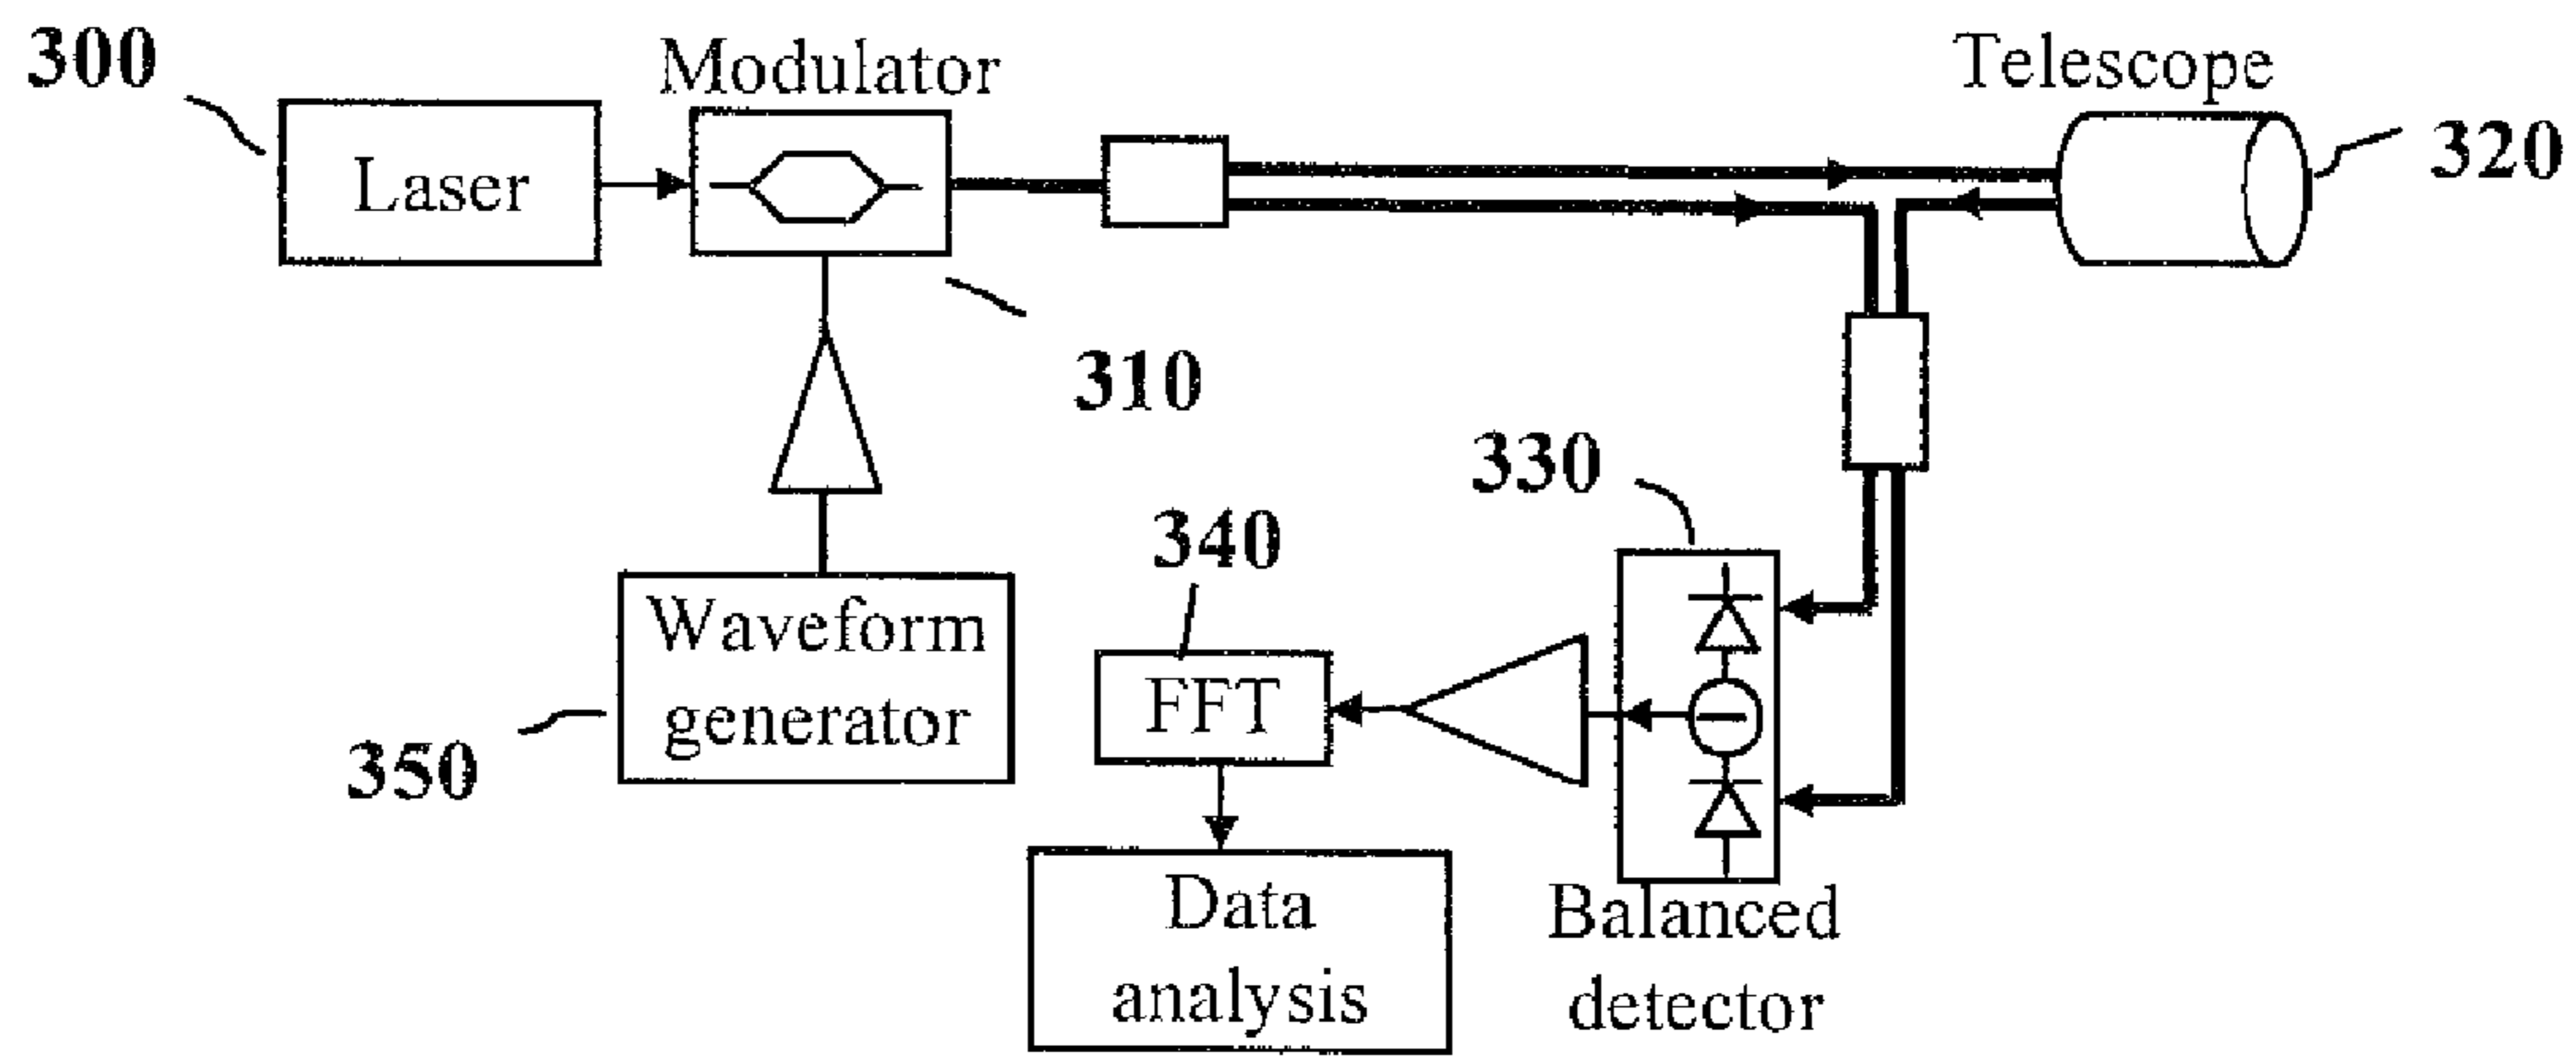 300
Modulator
Telescope
Laser
320
310
330
340
Waveform
generator
FFT
350
Data
analysis
Balanced
detector